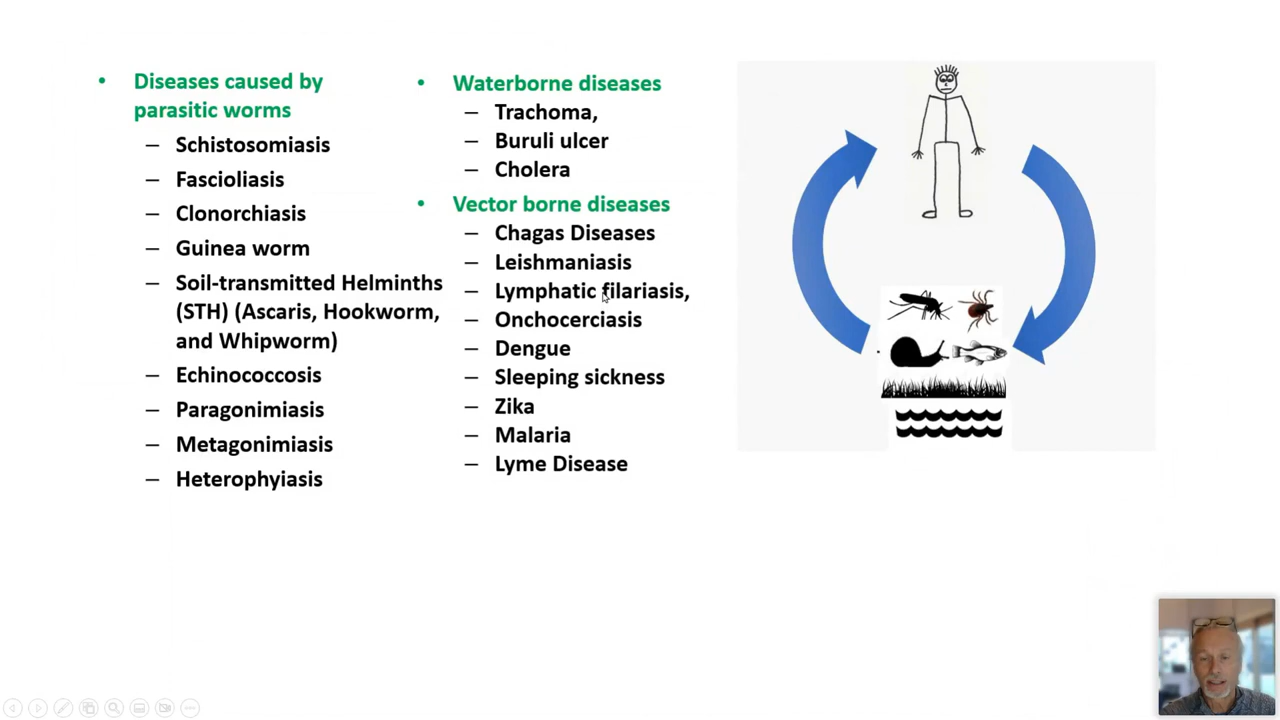 • Diseases caused by
parasitic worms
– Schistosomiasis
– Fascioliasis
– Clonorchiasis
– Guinea worm
– Soil-transmitted Helminths
(STH) (Ascaris, Hookworm,
and Whipworm)
– Echinococcosis
– Paragonimiasis
– Metagonimiasis
– Heterophyiasis
• Waterborne diseases
– Trachoma,
– Buruli ulcer
– Cholera
• Vector borne diseases
– Chagas Diseases
– Leishmaniasis
– Lymphatic filariasis,
– Onchocerciasis
– Dengue
– Sleeping sickness
– Zika
– Malaria
– Lyme Disease